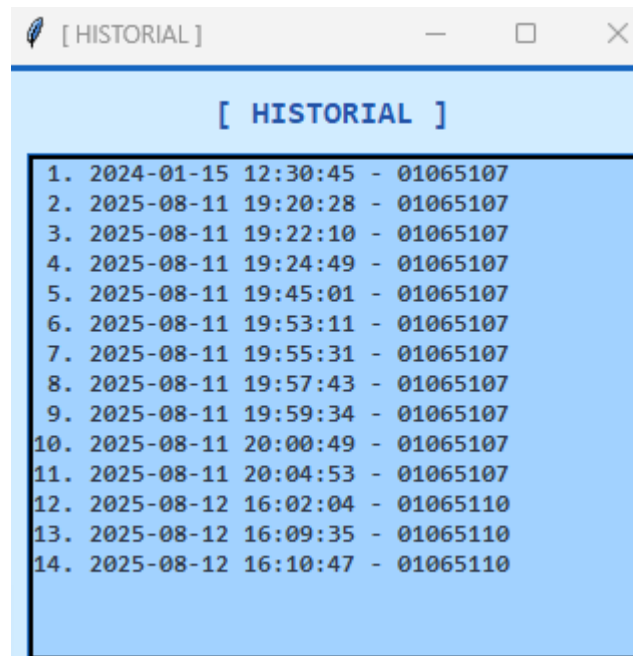 [ HISTORIAL ]
[ HISTORIAL ]
1. 2024-01-15 12:30:45 - 01065107
2. 2025-08-11 19:20:28 - 01065107
3. 2025-08-11 19:22:10 - 01065107
4. 2025-08-11 19:24:49 - 01065107
5. 2025-08-11 19:45:01 - 01065107
6. 2025-08-11 19:53:11 - 01065107
7. 2025-08-11 19:55:31 - 01065107
8. 2025-08-11 19:57:43 - 01065107
9. 2025-08-11 19:59:34 - 01065107
10. 2025-08-11 20:00:49 - 01065107
11. 2025-08-11 20:04:53 - 01065107
12. 2025-08-12 16:02:04 - 01065110
13. 2025-08-12 16:09:35 - 01065110
14. 2025-08-12 16:10:47 - 01065110